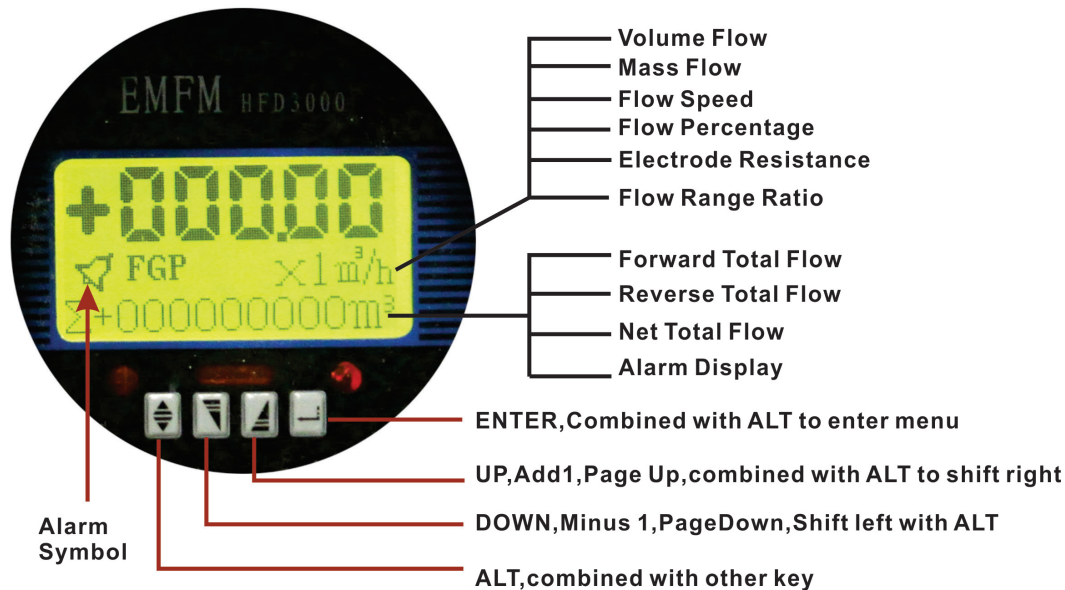 EMFM HFD3000
+000.00
FGP ×1m³/h
Σ+000000000m³
Volume Flow
Mass Flow
Flow Speed
Flow Percentage
Electrode Resistance
Flow Range Ratio
Forward Total Flow
Reverse Total Flow
Net Total Flow
Alarm Display
ENTER,Combined with ALT to enter menu
UP,Add1,Page Up,combined with ALT to shift right
DOWN,Minus 1,PageDown,Shift left with ALT
ALT,combined with other key
Alarm
Symbol